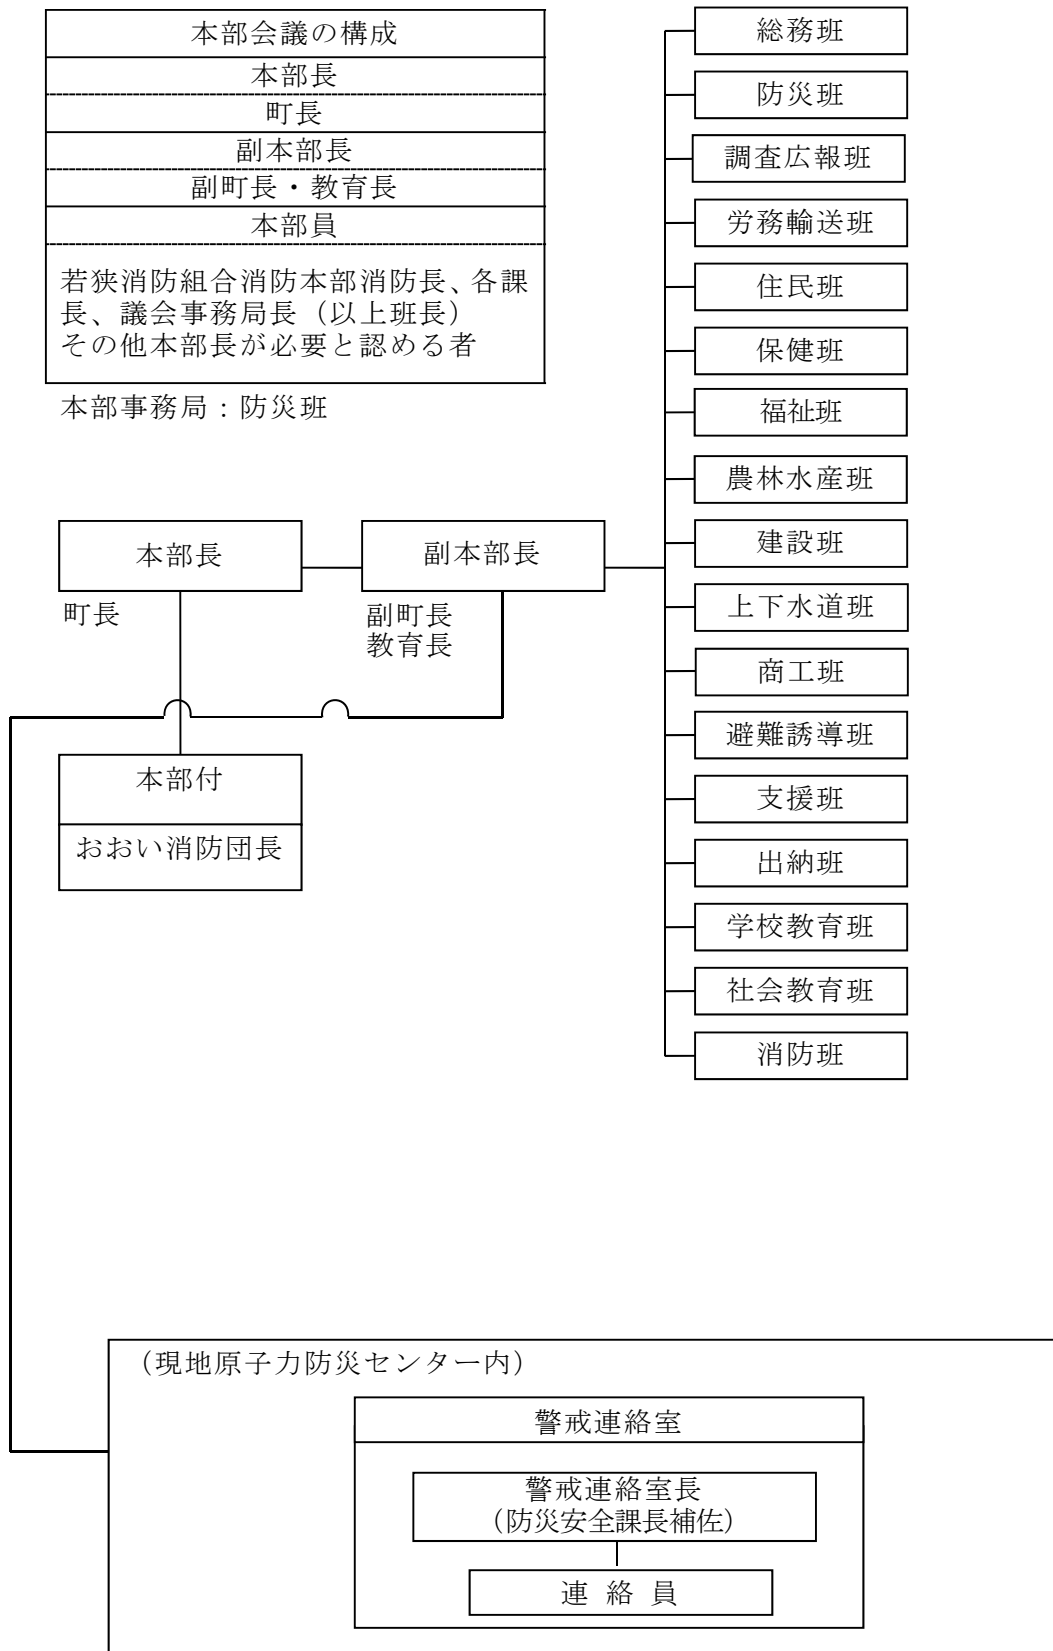 本部会議の構成
本部長
町長
副本部長
副町長・教育長
本部員
若狭消防組合消防本部消防長、各課
長、議会事務局長（以上班長）
その他本部長が必要と認める者
本部事務局：防災班
本部長
町長
副本部長
副町長
教育長
本部付
おおい消防団長
総務班
防災班
調査広報班
労務輸送班
住民班
保健班
福祉班
農林水産班
建設班
上下水道班
商工班
避難誘導班
支援班
出納班
学校教育班
社会教育班
消防班
（現地原子力防災センター内）
警戒連絡室
警戒連絡室長
（防災安全課長補佐）
連 絡 員